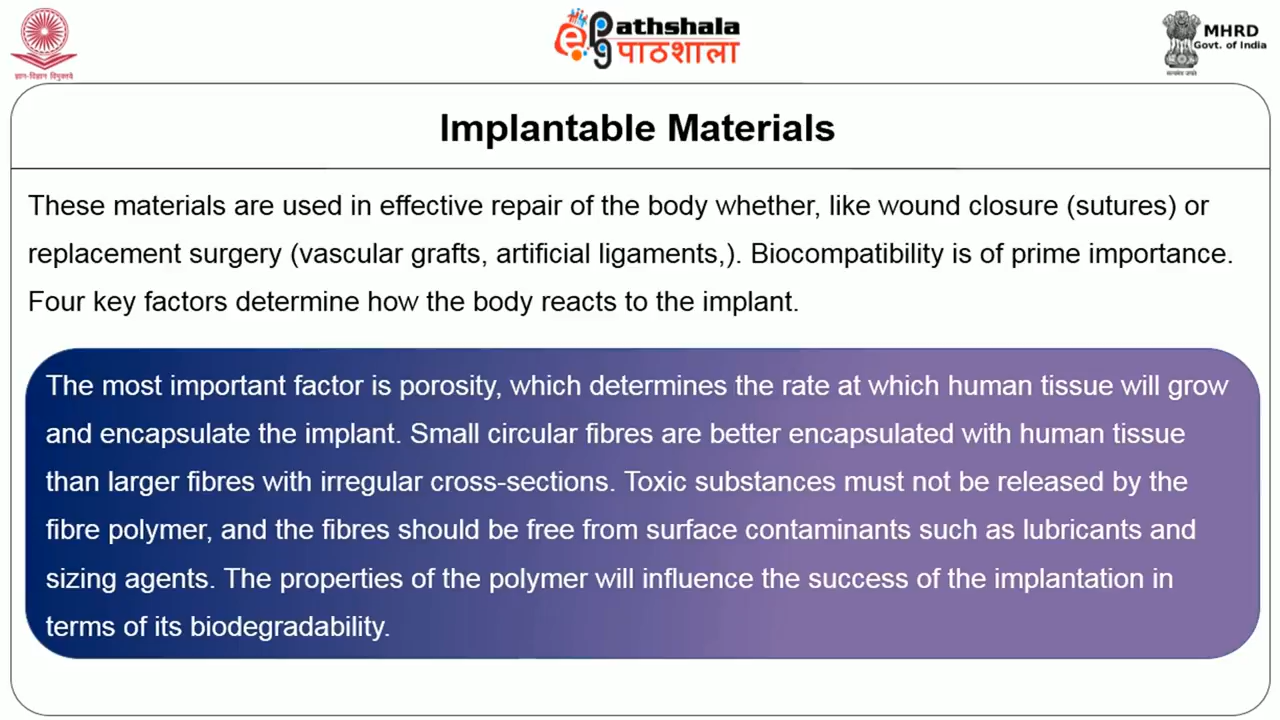 ज्ञान-विज्ञान विमुक्तये
ePg Pathshala
पाठशाला
MHRD
Govt. of India
सत्यमेव जयते
Implantable Materials
These materials are used in effective repair of the body whether, like wound closure (sutures) or
replacement surgery (vascular grafts, artificial ligaments,). Biocompatibility is of prime importance.
Four key factors determine how the body reacts to the implant.
The most important factor is porosity, which determines the rate at which human tissue will grow
and encapsulate the implant. Small circular fibres are better encapsulated with human tissue
than larger fibres with irregular cross-sections. Toxic substances must not be released by the
fibre polymer, and the fibres should be free from surface contaminants such as lubricants and
sizing agents. The properties of the polymer will influence the success of the implantation in
terms of its biodegradability.